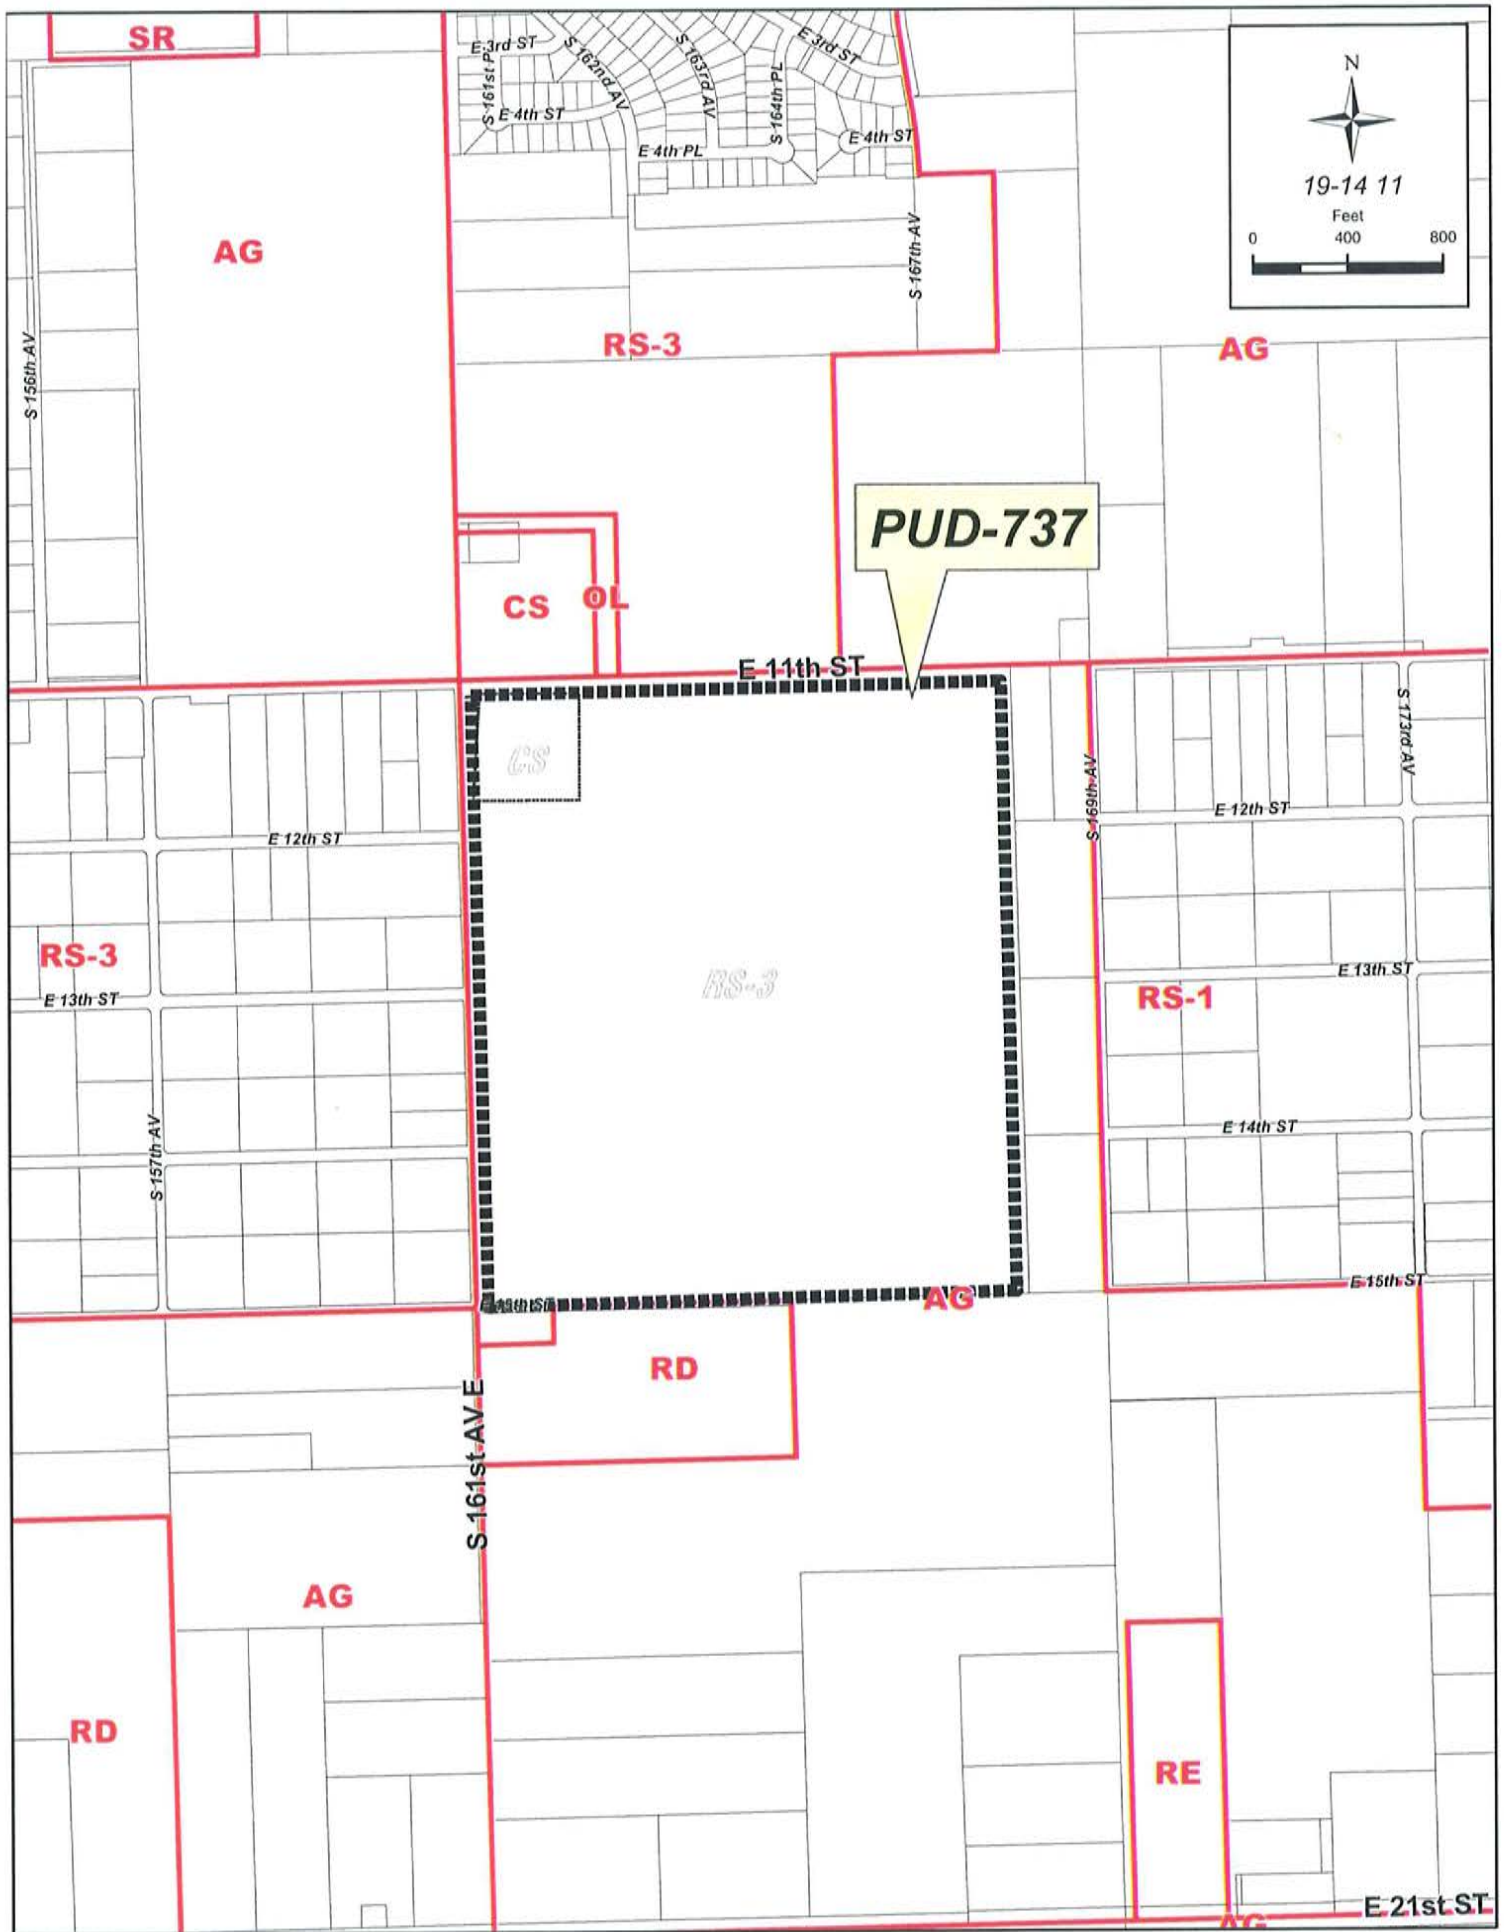 SR
E 3rd ST
S 161st PL
S 162nd AV
S 163rd AV
E 3rd ST
S 164th PL
E 4th ST
E 4th PL
E 4th ST
N
19-14 11
Feet
0 400 800
AG
S 167th AV
S 156th AV
RS-3
AG
PUD-737
CS
OL
E 11th ST
CS
S 173rd AV
S 169th AV
E 12th ST
E 12th ST
RS-3
E 13th ST
RS-3
E 13th ST
RS-1
S 157th AV
E 14th ST
E 15th ST
AG
RD
S 161st AV E
AG
RD
RE
E 21st ST
AG